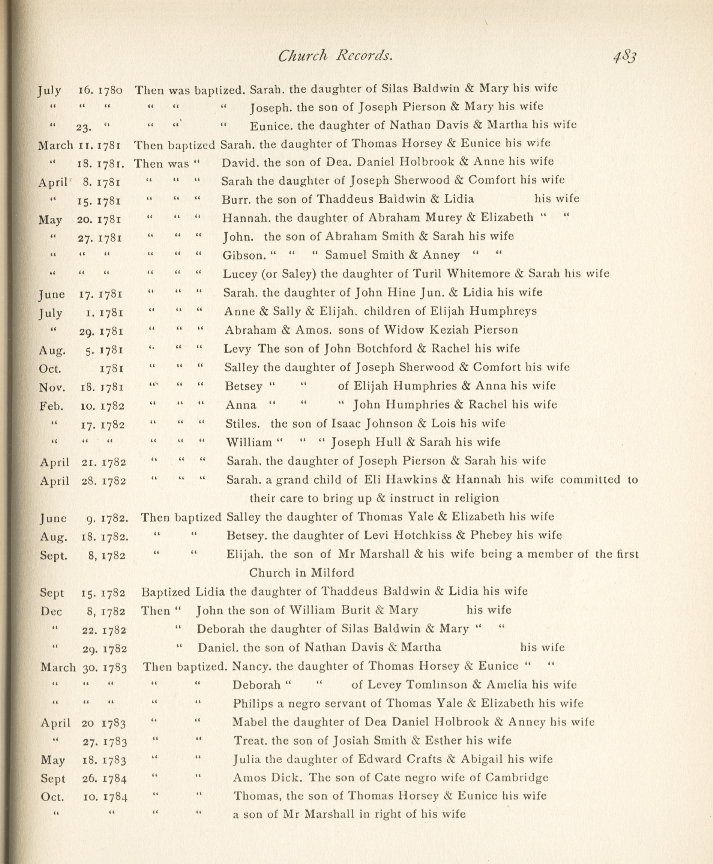 Church Records. 483
July 16. 1780 Then was baptized. Sarah. the daughter of Silas Baldwin & Mary his wife
“ “ “ “ “ “ Joseph. the son of Joseph Pierson & Mary his wife
“ 23. “ “ “ “ Eunice. the daughter of Nathan Davis & Martha his wife
March 11. 1781 Then baptized Sarah. the daughter of Thomas Horsey & Eunice his wife
“ 18. 1781. Then was “ David. the son of Dea. Daniel Holbrook & Anne his wife
April 8. 1781 “ “ “ Sarah the daughter of Joseph Sherwood & Comfort his wife
“ 15. 1781 “ “ “ Burr. the son of Thaddeus Baldwin & Lidia his wife
May 20. 1781 “ “ “ Hannah. the daughter of Abraham Murey & Elizabeth “ “
“ 27. 1781 “ “ “ John. the son of Abraham Smith & Sarah his wife
“ “ “ “ “ “ Gibson. “ “ “ Samuel Smith & Anney “ “
“ “ “ “ “ “ Lucey (or Saley) the daughter of Turil Whitemore & Sarah his wife
June 17. 1781 “ “ “ Sarah. the daughter of John Hine Jun. & Lidia his wife
July 1. 1781 “ “ “ Anne & Sally & Elijah. children of Elijah Humphreys
“ 29. 1781 “ “ “ Abraham & Amos. sons of Widow Keziah Pierson
Aug. 5. 1781 “ “ “ Levy The son of John Botchford & Rachel his wife
Oct. 1781 “ “ “ Salley the daughter of Joseph Sherwood & Comfort his wife
Nov. 18. 1781 “ “ “ Betsey “ “ of Elijah Humphries & Anna his wife
Feb. 10. 1782 “ “ “ Anna “ “ “ John Humphries & Rachel his wife
“ 17. 1782 “ “ “ Stiles. the son of Isaac Johnson & Lois his wife
“ “ “ “ “ “ William “ “ “ Joseph Hull & Sarah his wife
April 21. 1782 “ “ “ Sarah. the daughter of Joseph Pierson & Sarah his wife
April 28. 1782 “ “ “ Sarah. a grand child of Eli Hawkins & Hannah his wife committed to
their care to bring up & instruct in religion
June 9. 1782. Then baptized Salley the daughter of Thomas Yale & Elizabeth his wife
Aug. 18. 1782. “ “ Betsey. the daughter of Levi Hotchkiss & Phebey his wife
Sept. 8, 1782 “ “ Elijah. the son of Mr Marshall & his wife being a member of the first
Church in Milford
Sept 15. 1782 Baptized Lidia the daughter of Thaddeus Baldwin & Lidia his wife
Dec 8, 1782 Then “ John the son of William Burit & Mary his wife
“ 22. 1782 “ Deborah the daughter of Silas Baldwin & Mary “ “
“ 29. 1782 “ Daniel. the son of Nathan Davis & Martha his wife
March 30. 1783 Then baptized. Nancy. the daughter of Thomas Horsey & Eunice “ “
“ “ “ “ “ Deborah “ “ of Levey Tomlinson & Amelia his wife
“ “ “ “ “ Philips a negro servant of Thomas Yale & Elizabeth his wife
April 20 1783 “ “ Mabel the daughter of Dea Daniel Holbrook & Anney his wife
“ 27. 1783 “ “ Treat. the son of Josiah Smith & Esther his wife
May 18. 1783 “ “ Julia the daughter of Edward Crafts & Abigail his wife
Sept 26. 1784 “ “ Amos Dick. The son of Cate negro wife of Cambridge
Oct. 10. 1784 “ “ Thomas, the son of Thomas Horsey & Eunice his wife
“ “ “ “ a son of Mr Marshall in right of his wife